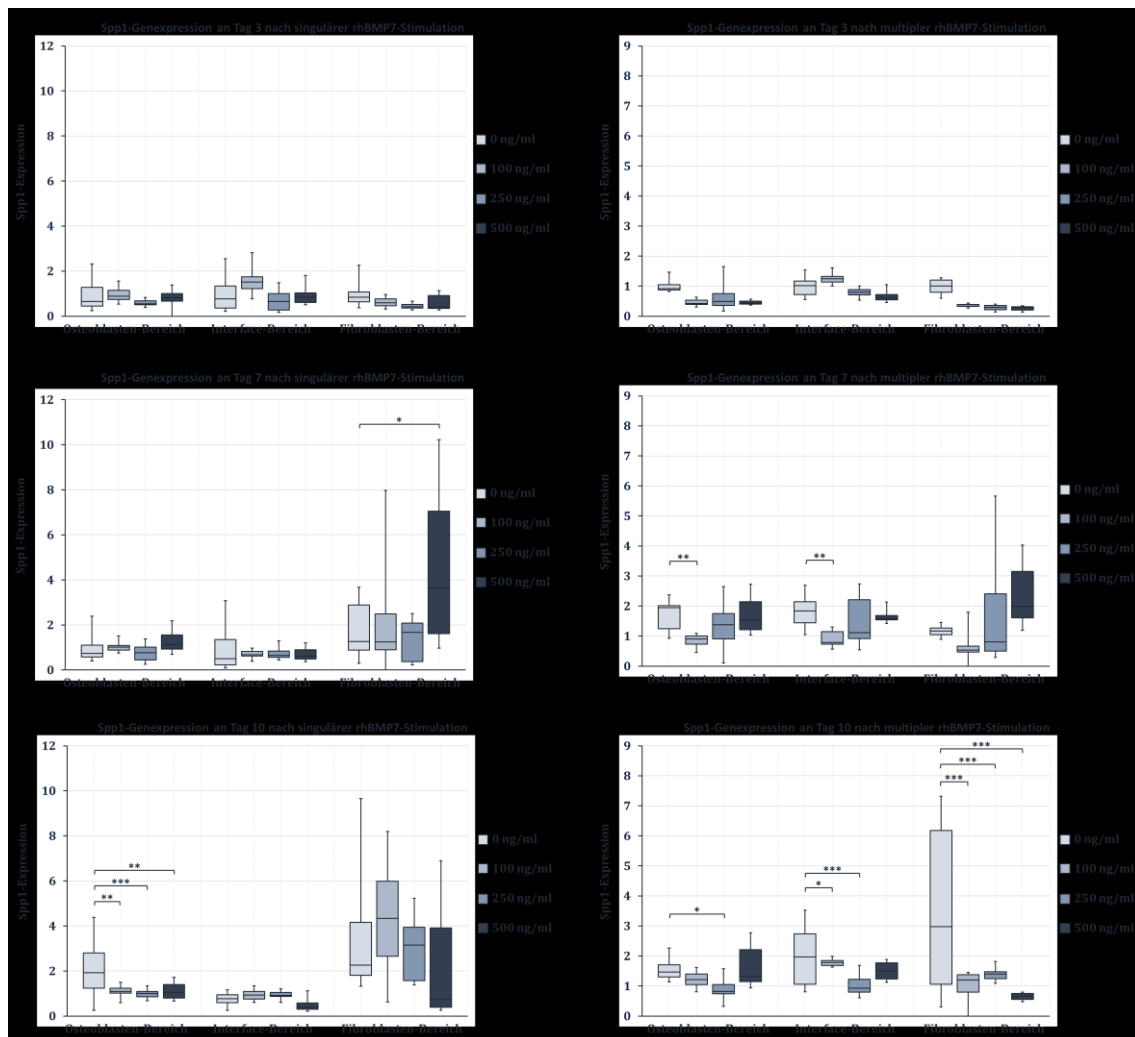 Spp1-Genexpression an Tag 3 nach singulärer rhBMP7-Stimulation
12
10
8
6
4
2
0
Spp1-Expression
Osteoblasten-Bereich Interface-Bereich Fibroblasten-Bereich
0 ng/ml
100 ng/ml
250 ng/ml
500 ng/ml
Spp1-Genexpression an Tag 3 nach multipler rhBMP7-Stimulation
9
8
7
6
5
4
3
2
1
0
Spp1-Expression
Osteoblasten-Bereich Interface-Bereich Fibroblasten-Bereich
0 ng/ml
100 ng/ml
250 ng/ml
500 ng/ml
Spp1-Genexpression an Tag 7 nach singulärer rhBMP7-Stimulation
12
10
8
6
4
2
0
Spp1-Expression
*
Osteoblasten-Bereich Interface-Bereich Fibroblasten-Bereich
0 ng/ml
100 ng/ml
250 ng/ml
500 ng/ml
Spp1-Genexpression an Tag 7 nach multipler rhBMP7-Stimulation
9
8
7
6
5
4
3
2
1
0
Spp1-Expression
** **
Osteoblasten-Bereich Interface-Bereich Fibroblasten-Bereich
0 ng/ml
100 ng/ml
250 ng/ml
500 ng/ml
Spp1-Genexpression an Tag 10 nach singulärer rhBMP7-Stimulation
12
10
8
6
4
2
0
Spp1-Expression
**
***
**
Osteoblasten-Bereich Interface-Bereich Fibroblasten-Bereich
0 ng/ml
100 ng/ml
250 ng/ml
500 ng/ml
Spp1-Genexpression an Tag 10 nach multipler rhBMP7-Stimulation
9
8
7
6
5
4
3
2
1
0
Spp1-Expression
***
***
***
***
*
*
Osteoblasten-Bereich Interface-Bereich Fibroblasten-Bereich
0 ng/ml
100 ng/ml
250 ng/ml
500 ng/ml